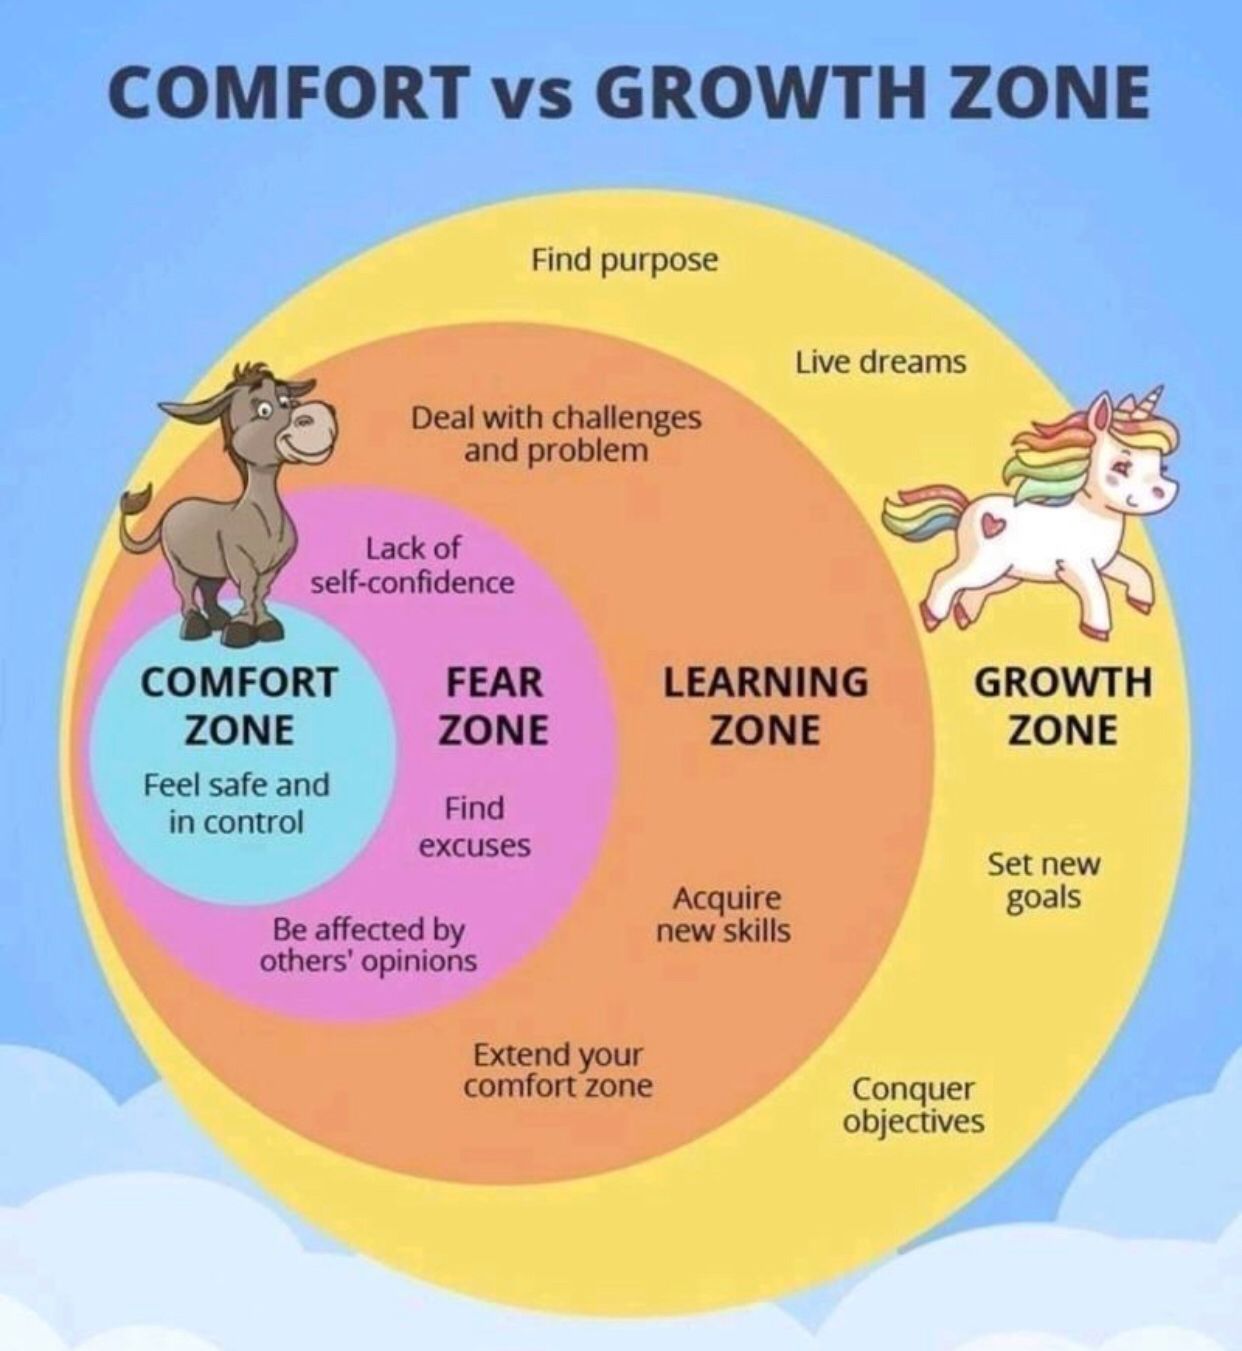 COMFORT vs GROWTH ZONE
Find purpose
Live dreams
Deal with challenges
and problem
Lack of
self-confidence
COMFORT
ZONE
Feel safe and
in control
FEAR
ZONE
Find
excuses
Be affected by
others' opinions
LEARNING
ZONE
Acquire
new skills
Extend your
comfort zone
GROWTH
ZONE
Set new
goals
Conquer
objectives